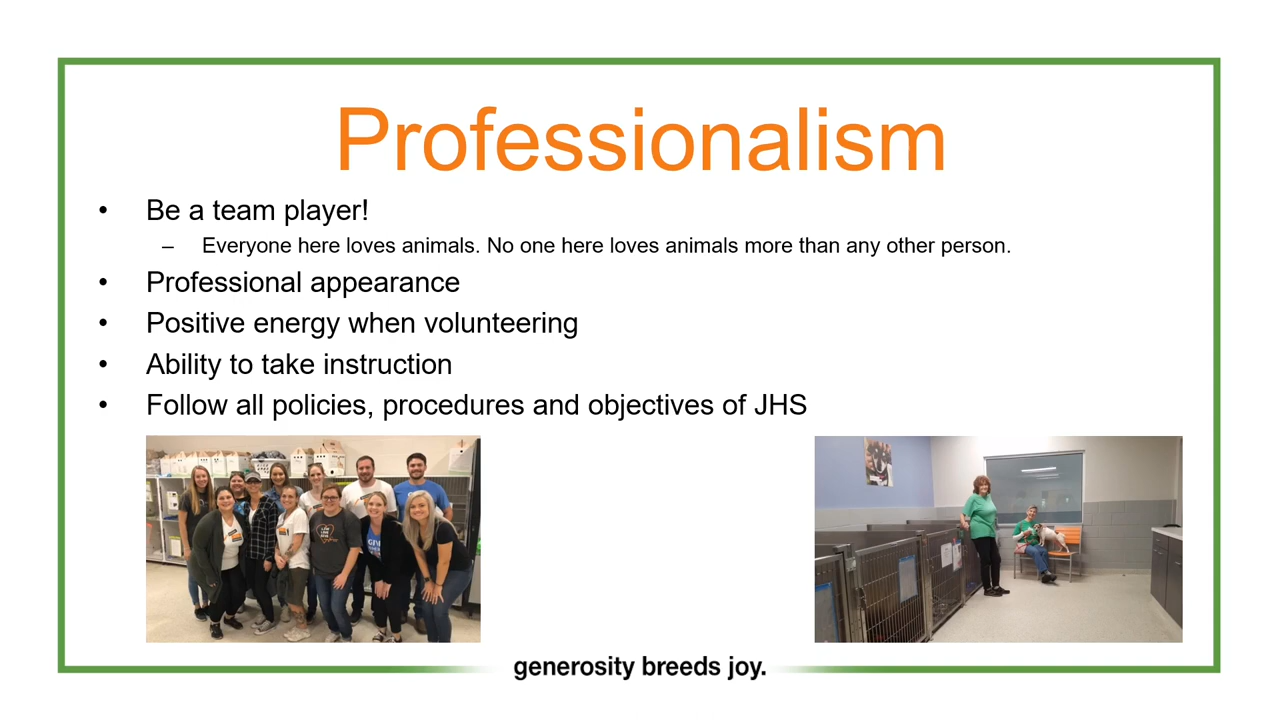 Professionalism
• Be a team player!
– Everyone here loves animals. No one here loves animals more than any other person.
• Professional appearance
• Positive energy when volunteering
• Ability to take instruction
• Follow all policies, procedures and objectives of JHS
generosity breeds joy.